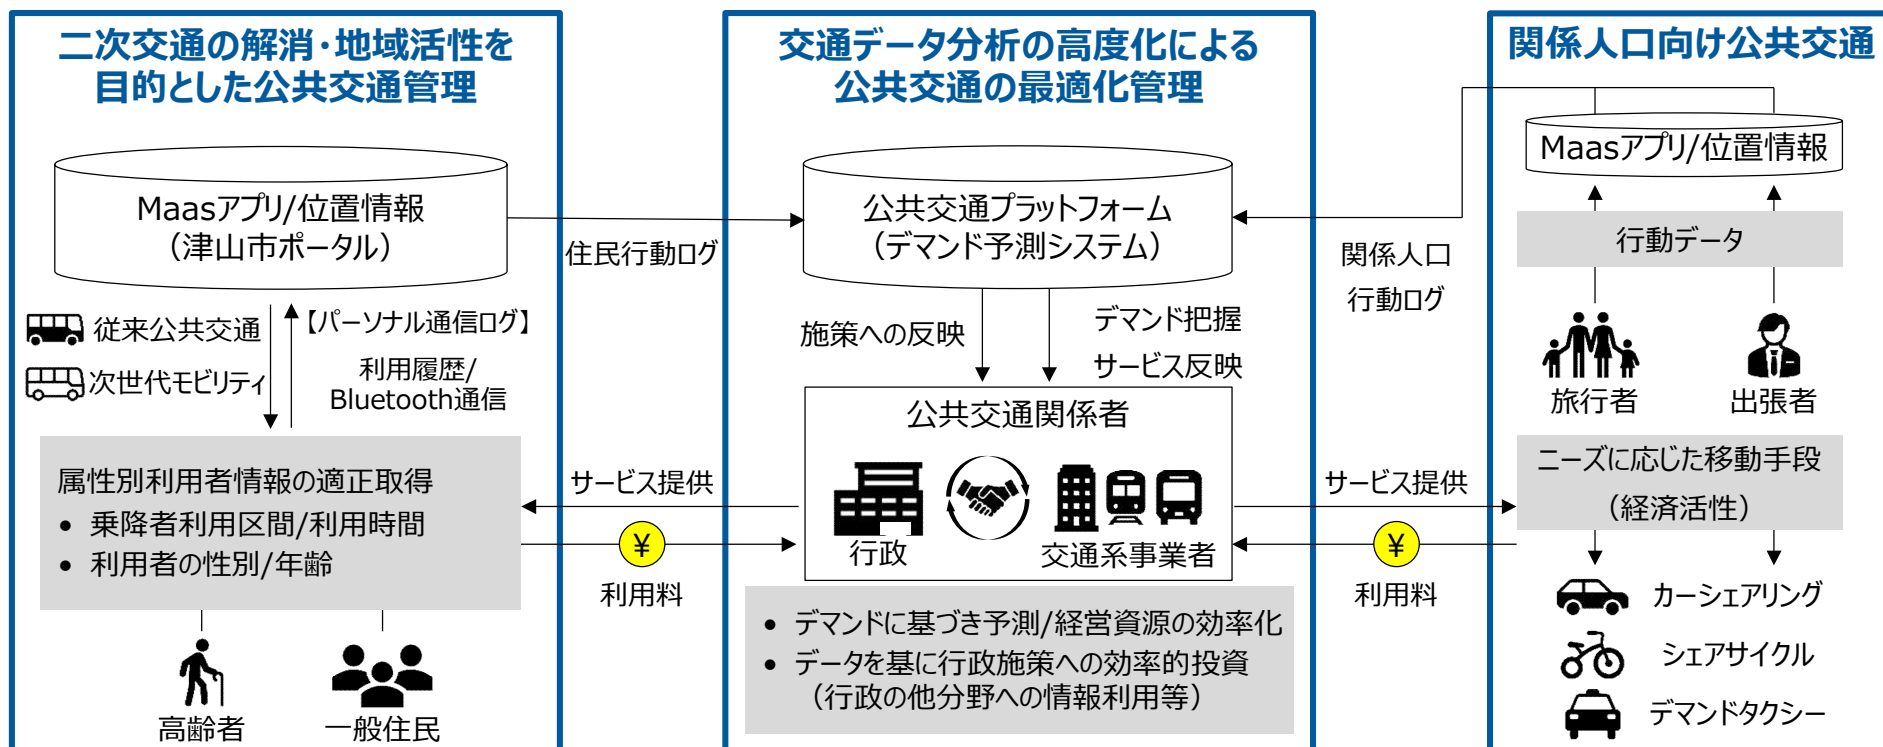 二次交通の解消・地域活性を
目的とした公共交通管理
Maasアプリ/位置情報
（津山市ポータル）
従来公共交通
次世代モビリティ
【パーソナル通信ログ】
利用履歴/
Bluetooth通信
属性別利用者情報の適正取得
• 乗降者利用区間/利用時間
• 利用者の性別/年齢
高齢者
一般住民
住民行動ログ
サービス提供
¥
利用料
交通データ分析の高度化による
公共交通の最適化管理
公共交通プラットフォーム
（デマンド予測システム）
施策への反映
デマンド把握
サービス反映
公共交通関係者
行政
交通系事業者
• デマンドに基づき予測/経営資源の効率化
• データを基に行政施策への効率的投資
（行政の他分野への情報利用等）
関係人口
行動ログ
サービス提供
¥
利用料
関係人口向け公共交通
Maasアプリ/位置情報
行動データ
旅行者
出張者
ニーズに応じた移動手段
（経済活性）
カーシェアリング
シェアサイクル
デマンドタクシー